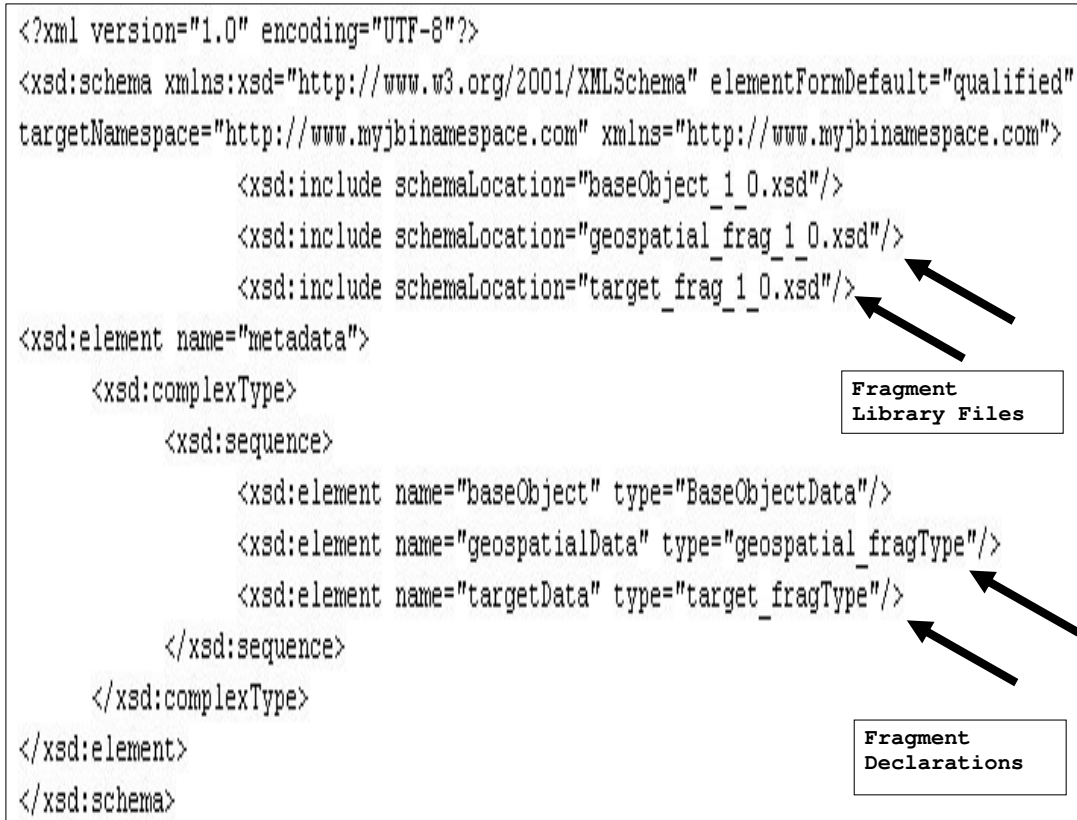 <?xml version="1.0" encoding="UTF-8"?>
<xsd:schema xmlns:xsd="http://www.w3.org/2001/XMLSchema" elementFormDefault="qualified"
targetNamespace="http://www.myjbinamespace.com" xmlns="http://www.myjbinamespace.com">
<xsd:include schemaLocation="baseObject_1_0.xsd"/>
<xsd:include schemaLocation="geospatial_frag_1_0.xsd"/>
<xsd:include schemaLocation="target_frag_1_0.xsd"/>
<xsd:element name="metadata">
<xsd:complexType>
Fragment
Library Files
<xsd:sequence>
<xsd:element name="baseObject" type="BaseObjectData"/>
<xsd:element name="geospatialData" type="geospatial_fragType"/>
<xsd:element name="targetData" type="target_fragType"/>
</xsd:sequence>
</xsd:complexType>
</xsd:element>
Fragment
Declarations
</xsd:schema>